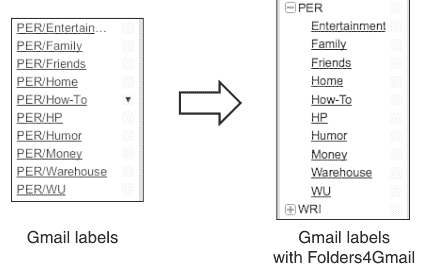 PER/Entertain...
PER/Family
PER/Friends
PER/Home
PER/How-To
PER/HP
PER/Humor
PER/Money
PER/Warehouse
PER/WU
Gmail labels
PER
Entertainment
Family
Friends
Home
How-To
HP
Humor
Money
Warehouse
WU
WRI
Gmail labels
with Folders4Gmail